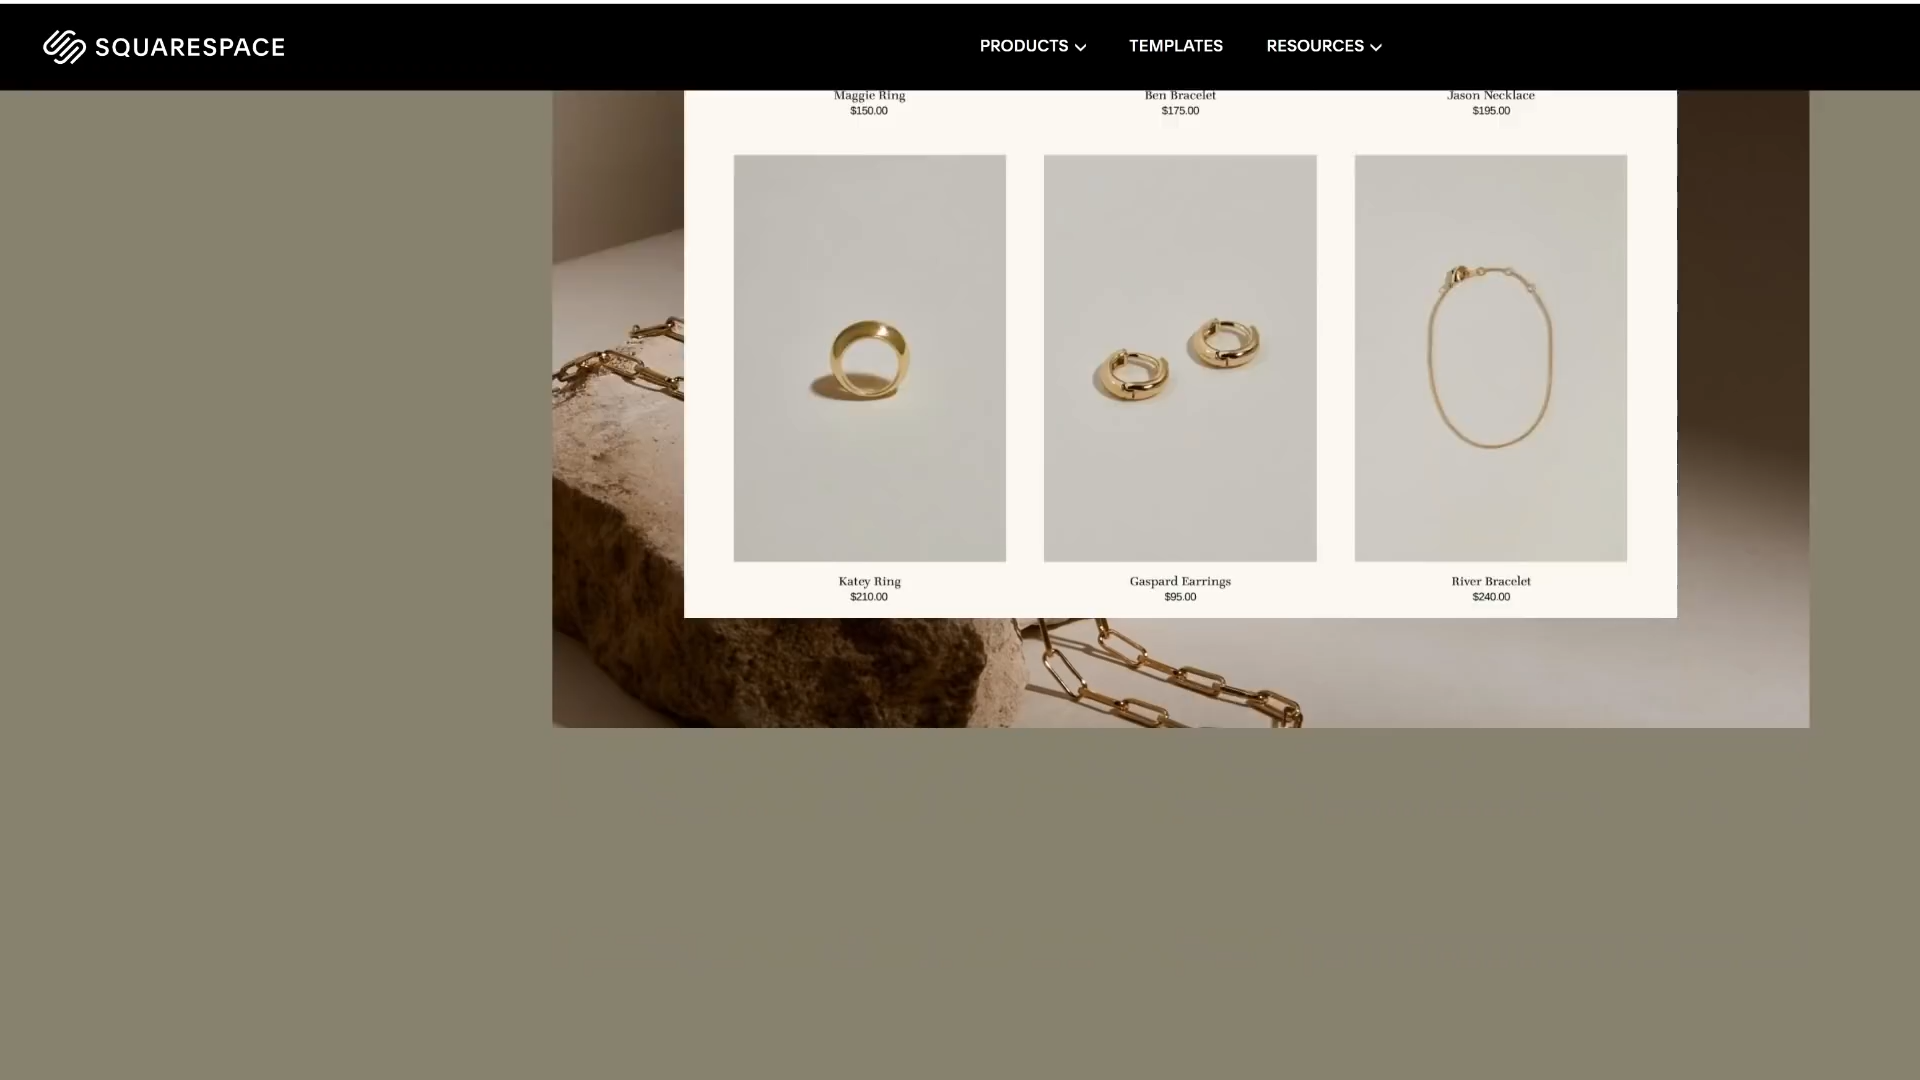 SQUARESPACE
PRODUCTS
TEMPLATES
RESOURCES
Maggie Ring
$150.00
Ben Bracelet
$175.00
Jason Necklace
$195.00
Katey Ring
$210.00
Gaspard Earrings
$95.00
River Bracelet
$240.00